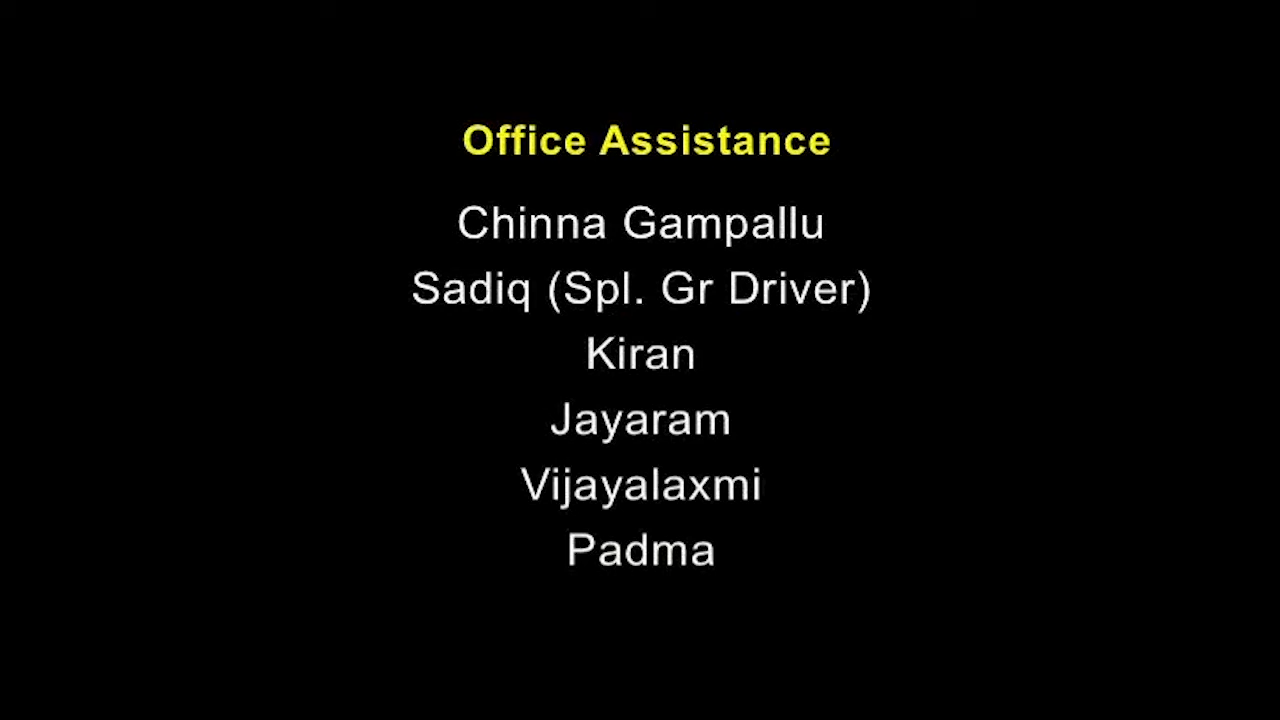 Office Assistance
Chinna Gampallu
Sadiq (Spl. Gr Driver)
Kiran
Jayaram
Vijayalaxmi
Padma